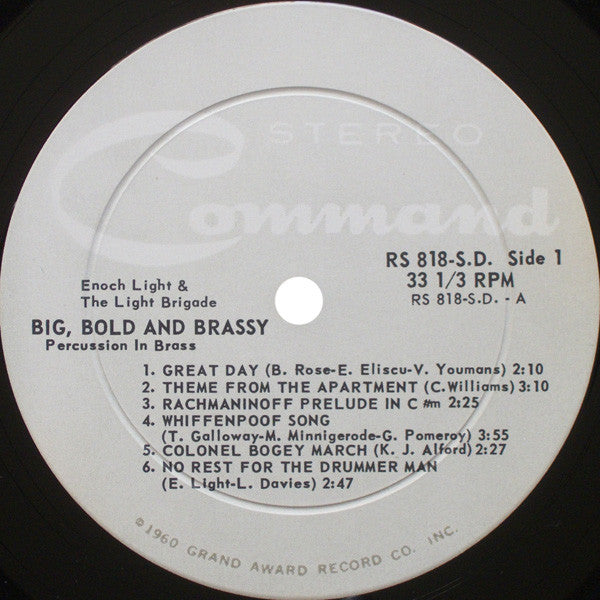 STEREO
Command
RS 818-S.D. Side 1
33 1/3 RPM
RS 818-S.D. - A
Enoch Light &
The Light Brigade
BIG, BOLD AND BRASSY
Percussion In Brass
1. GREAT DAY (B. Rose-E. Eliscu-V. Youmans) 2:10
2. THEME FROM THE APARTMENT (C.Williams) 3:10
3. RACHMANINOFF PRELUDE IN C #m 2:25
4. WHIFFENPOOF SONG
(T. Galloway-M. Minnigerode-G. Pomeroy) 3:55
5. COLONEL BOGEY MARCH (K. J. Alford) 2:27
6. NO REST FOR THE DRUMMER MAN
(E. Light-L. Davies) 2:47
℗1960 GRAND AWARD RECORD CO. INC.